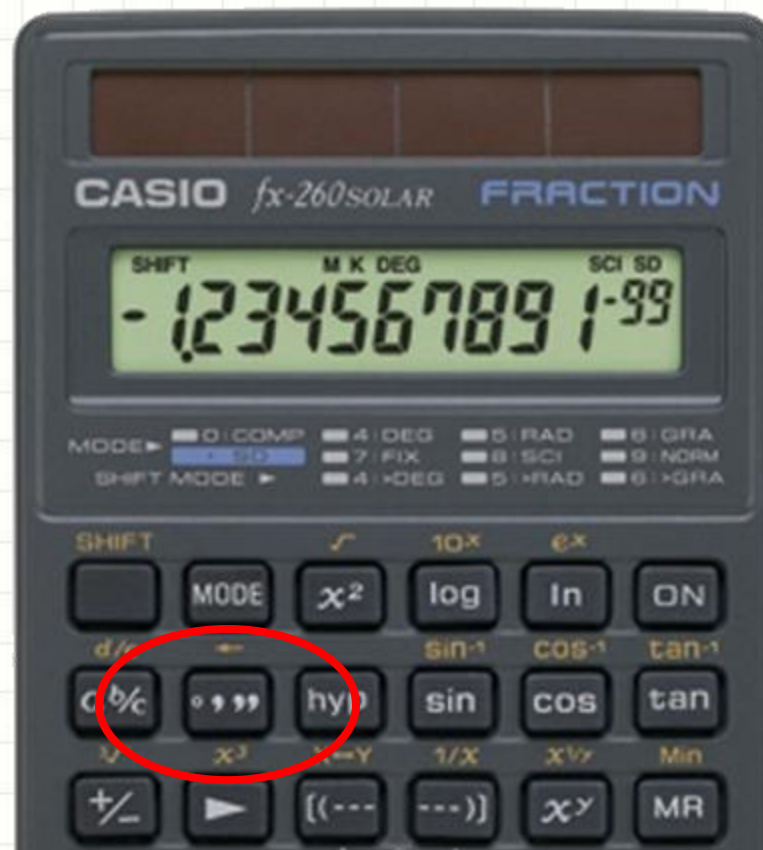 CASIO fx-260 SOLAR FRACTION
SHIFT M K DEG SCI SD
-1.234567891-99
MODE► 0:COMP 4:DEG 5:RAD 6:GRA
· SD 7:FIX 8:SCI 9:NORM
SHIFT MODE ► 4:>DEG 5:>RAD 6:>GRA
SHIFT √ 10ˣ eˣ
MODE x² log ln ON
d/c ← sin⁻¹ cos⁻¹ tan⁻¹
a b/c ° ’ ” hyp sin cos tan
X³ X↔Y 1/X X¹/ʸ Min
+/− ► [(--- ---)] xʸ MR